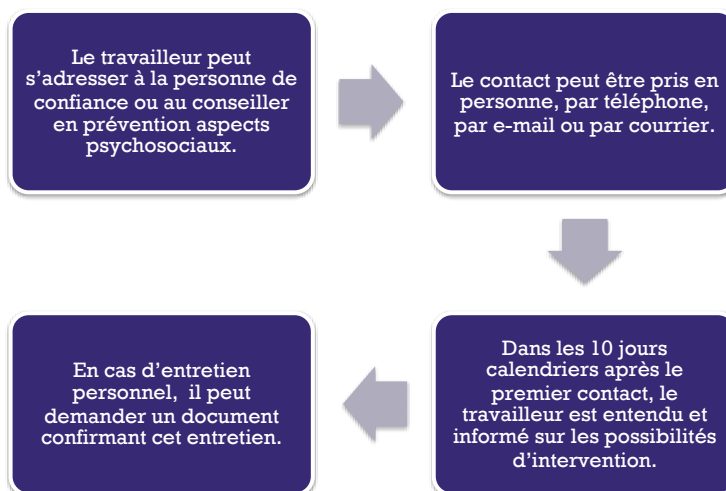 Le travailleur peut
s'adresser à la personne de
confiance ou au conseiller
en prévention aspects
psychosociaux.
Le contact peut être pris en
personne, par téléphone,
par e-mail ou par courrier.
Dans les 10 jours
calendriers après le
premier contact, le
travailleur est entendu et
informé sur les possibilités
d'intervention.
En cas d'entretien
personnel, il peut
demander un document
confirmant cet entretien.